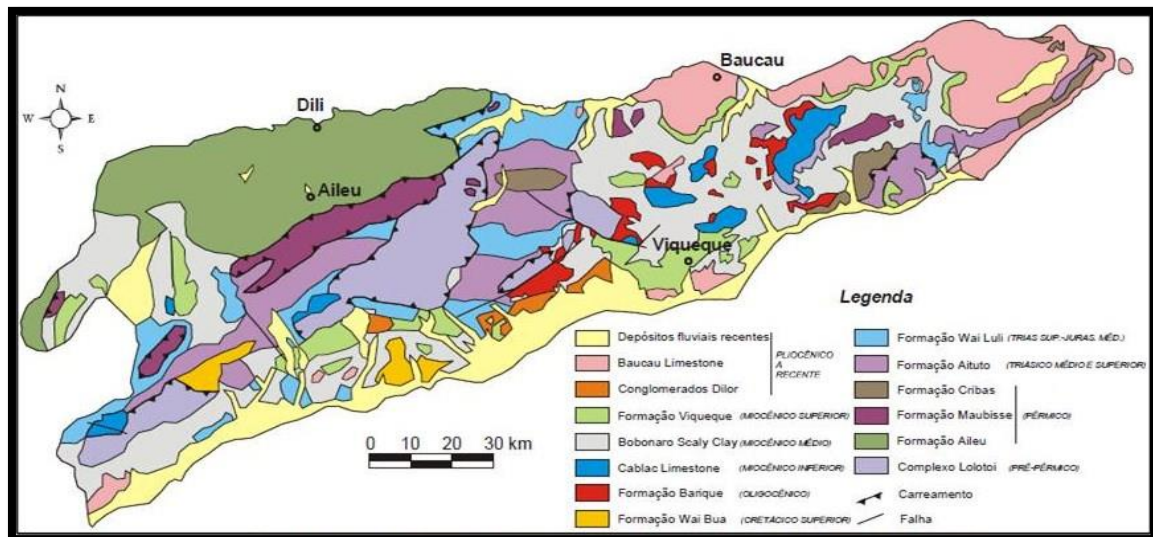 Baucau
Dili
N
W E
S
Aileu
Viqueque
Legenda
0 10 20 30 km
Depósitos fluviais recentes
Baucau Limestone
Conglomerados Dilor
PLIOCÉNICO
A
RECENTE
Formação Viqueque (MIOCÉNICO SUPERIOR)
Bobonaro Scaly Clay (MIOCÉNICO MÉDIO)
Cablac Limestone (MIOCÉNICO INFERIOR)
Formação Barique (OLIGOCÉNICO)
Formação Wai Bua (CRETÁCICO SUPERIOR)
Formação Wai Luli (TRIAS SUP.-JURAS. MÉD.)
Formação Aituto (TRIÁSICO MÉDIO E SUPERIOR)
Formação Cribas
Formação Maubisse
Formação Aileu
(PÉRMICO)
Complexo Lolotoi (PRÉ-PÉRMICO)
Carreamento
Falha